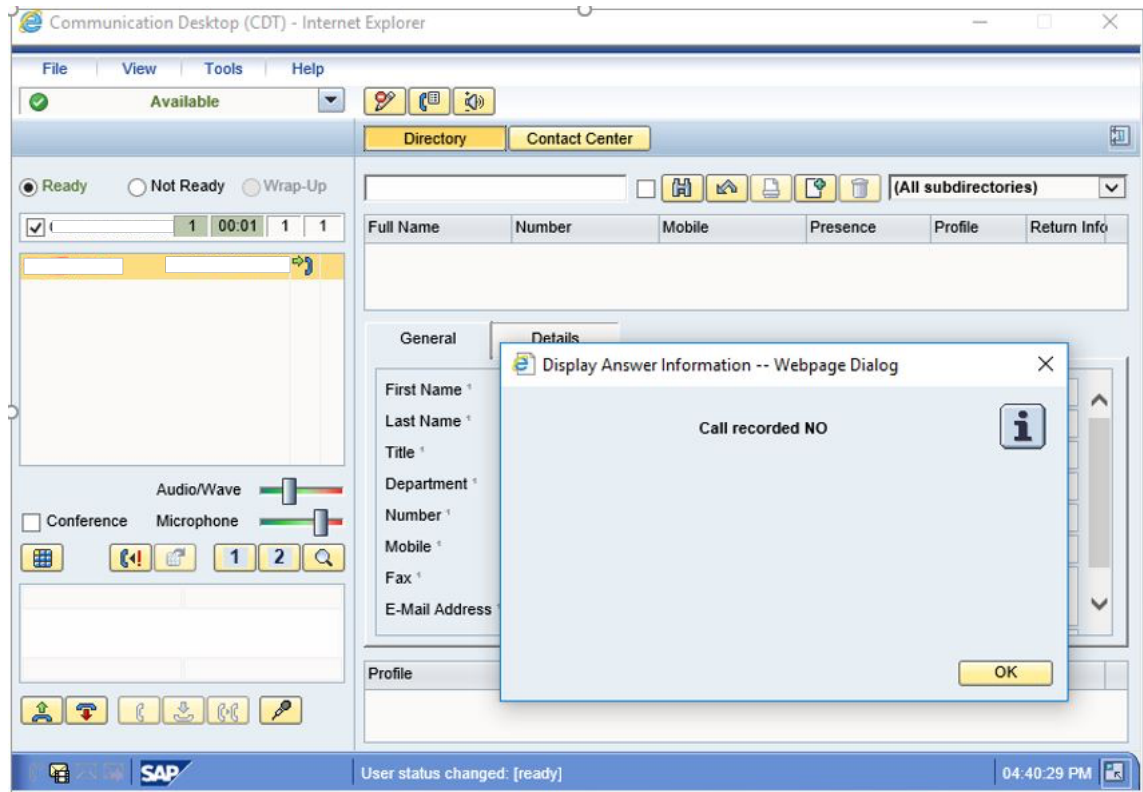 Communication Desktop (CDT) - Internet Explorer
File View Tools Help
Available
Directory Contact Center
Ready Not Ready Wrap-Up
(All subdirectories)
1 00:01 1 1
Full Name Number Mobile Presence Profile Return Info
General Details
Display Answer Information -- Webpage Dialog
Call recorded NO
OK
First Name
Last Name
Title
Department
Number
Mobile
Fax
E-Mail Address
Audio/Wave
Conference Microphone
1 2
Profile
SAP
User status changed: [ready]
04:40:29 PM